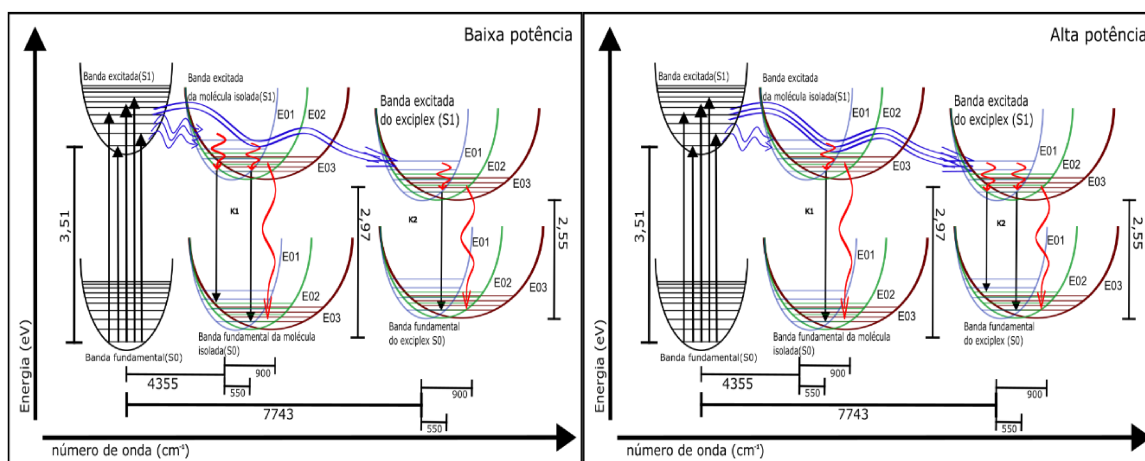 Baixa potência
Banda excitada(S1)
Banda excitada
da molécula isolada(S1)
E01
E02
E03
Banda excitada
do exciplex (S1)
E01
E02
E03
K1
K2
3,51
2,97
2,55
E01
E02
E03
E01
E02
E03
Banda fundamental(S0)
Banda fundamental da molécula
isolada(S0)
Banda fundamental
do exciplex S0)
Energia (eV)
4355
900
550
7743
900
550
número de onda (cm⁻¹)
Alta potência
Banda excitada(S1)
Banda excitada
da molécula isolada(S1)
E01
E02
E03
Banda excitada
do exciplex (S1)
E01
E02
E03
K1
K2
3,51
2,97
2,55
E01
E02
E03
E01
E02
E03
Banda fundamental(S0)
Banda fundamental da molécula
isolada(S0)
Banda fundamental
do exciplex (S0)
Energia (eV)
4355
900
550
7743
900
550
número de onda (cm⁻¹)